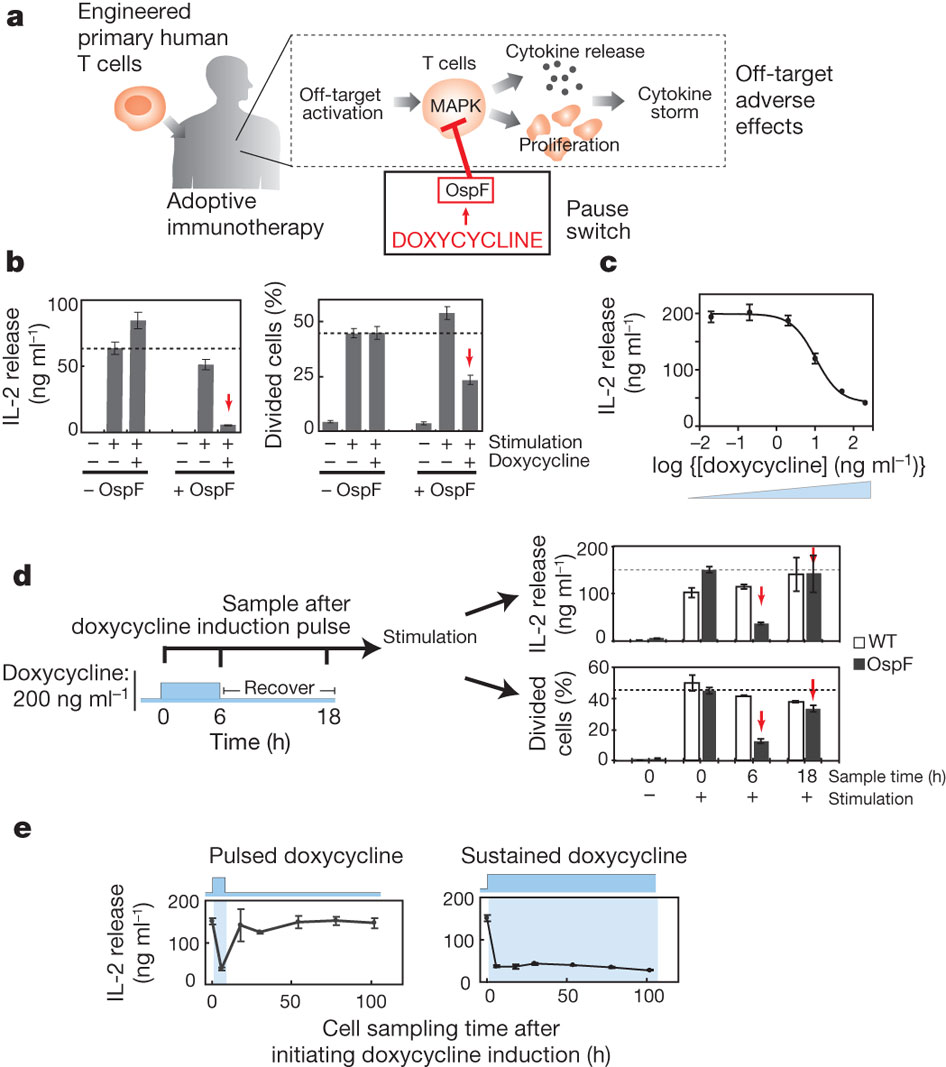 a
Engineered
primary human
T cells
Adoptive
immunotherapy
Off-target
activation
T cells
MAPK
Cytokine release
Proliferation
Cytokine
storm
Off-target
adverse
effects
OspF
DOXYCYCLINE
Pause
switch
b
IL-2 release
(ng ml⁻¹)
100
50
0
− + + − + +
− − + − − +
− OspF + OspF
Divided cells (%)
50
25
0
− + + − + + Stimulation
− − + − − + Doxycycline
− OspF + OspF
c
IL-2 release
(ng ml⁻¹)
200
100
0
−2 −1 0 1 2
log {[doxycycline] (ng ml⁻¹)}
d
Sample after
doxycycline induction pulse
Stimulation
Doxycycline:
200 ng ml⁻¹
Recover
0 6 18
Time (h)
IL-2 release
(ng ml⁻¹)
200
100
0
WT
OspF
Divided
cells (%)
60
40
20
0
0 0 6 18 Sample time (h)
− + + + Stimulation
e
Pulsed doxycycline
IL-2 release
(ng ml⁻¹)
200
100
0
0 50 100
Sustained doxycycline
200
100
0
0 50 100
Cell sampling time after
initiating doxycycline induction (h)